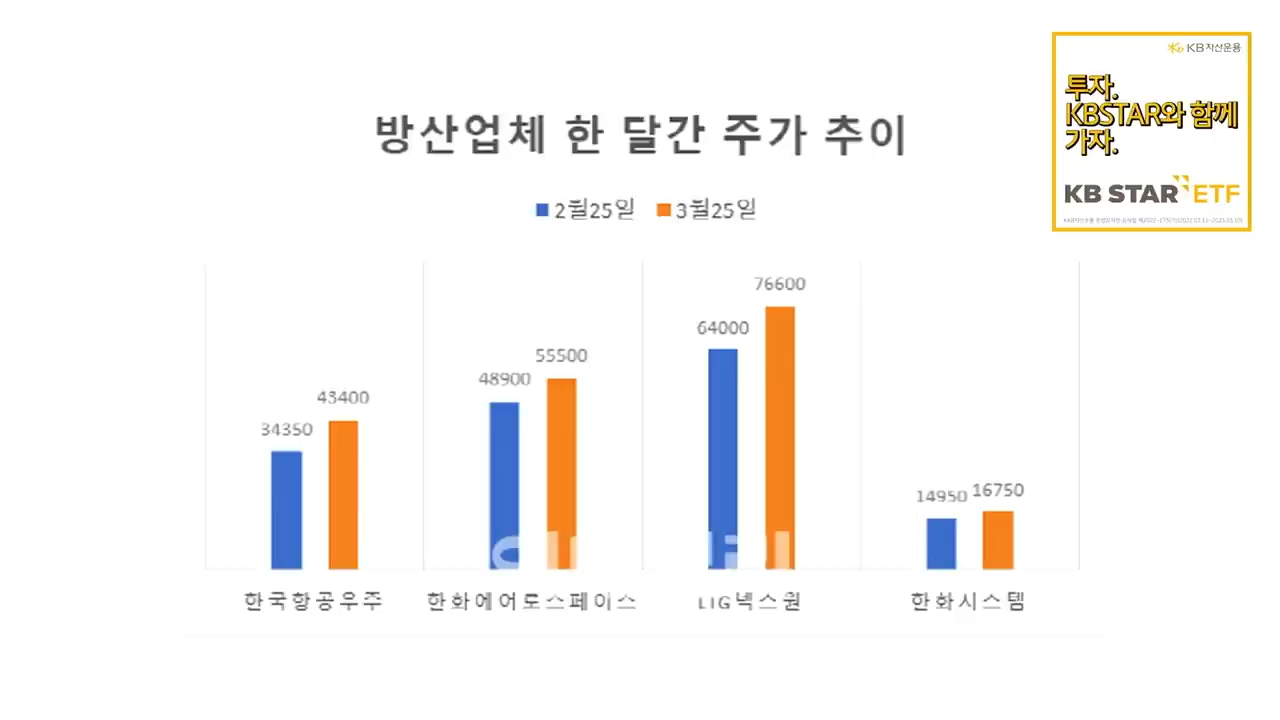 KB자산운용
투자.
KBSTAR와 함께
가자.
KB STAR ETF
방산업체 한 달간 주가 추이
2월25일 3월25일
34350 43400 48900 55500 64000 76600 14950 16750
한국항공우주 한화에어로스페이스 LIG넥스원 한화시스템